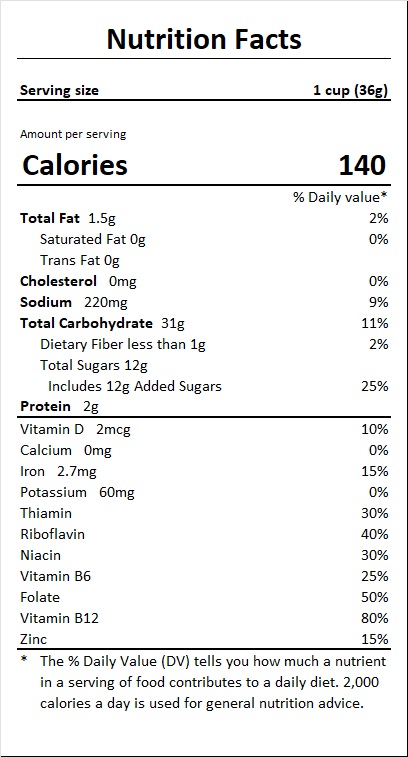 Nutrition Facts
Serving size 1 cup (36g)
Amount per serving
Calories 140
% Daily value*
Total Fat 1.5g 2%
Saturated Fat 0g 0%
Trans Fat 0g
Cholesterol 0mg 0%
Sodium 220mg 9%
Total Carbohydrate 31g 11%
Dietary Fiber less than 1g 2%
Total Sugars 12g
Includes 12g Added Sugars 25%
Protein 2g
Vitamin D 2mcg 10%
Calcium 0mg 0%
Iron 2.7mg 15%
Potassium 60mg 0%
Thiamin 30%
Riboflavin 40%
Niacin 30%
Vitamin B6 25%
Folate 50%
Vitamin B12 80%
Zinc 15%
* The % Daily Value (DV) tells you how much a nutrient
in a serving of food contributes to a daily diet. 2,000
calories a day is used for general nutrition advice.